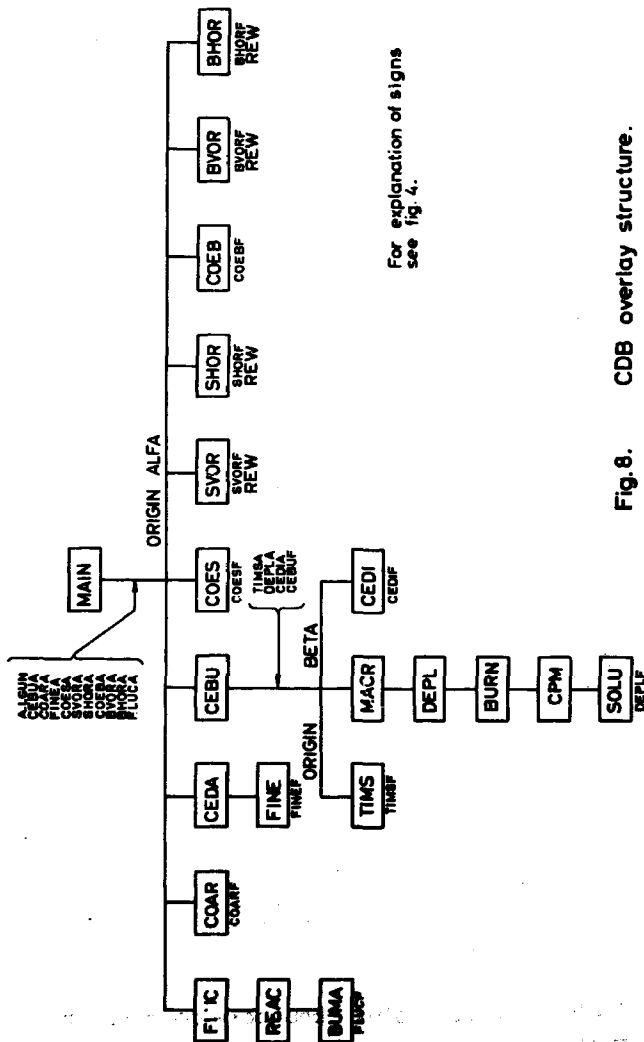 MAIN
CEBUA
COARA
FINEA
COESA
SVORA
SHORA
COEBA
BVORA
BHORA
ORIGIN ALFA
COAR
COARF
CEDA
FINE
FINEF
CEBU
TIMSA
DEPLA
CEDIA
CEBUF
ORIGIN BETA
TIMS
TIMSF
MACR
DEPL
BURN
CPM
SOLU
DEPLF
CEDI
CEDIF
COES
COESF
SVOR
SVORF
REW
SHOR
SHORF
REW
COEB
COEBF
BVOR
BVORF
REW
BHOR
BHORF
REW
REAC
BUMA
For explanation of signs
see fig. 4.
Fig. 8. CDB overlay structure.